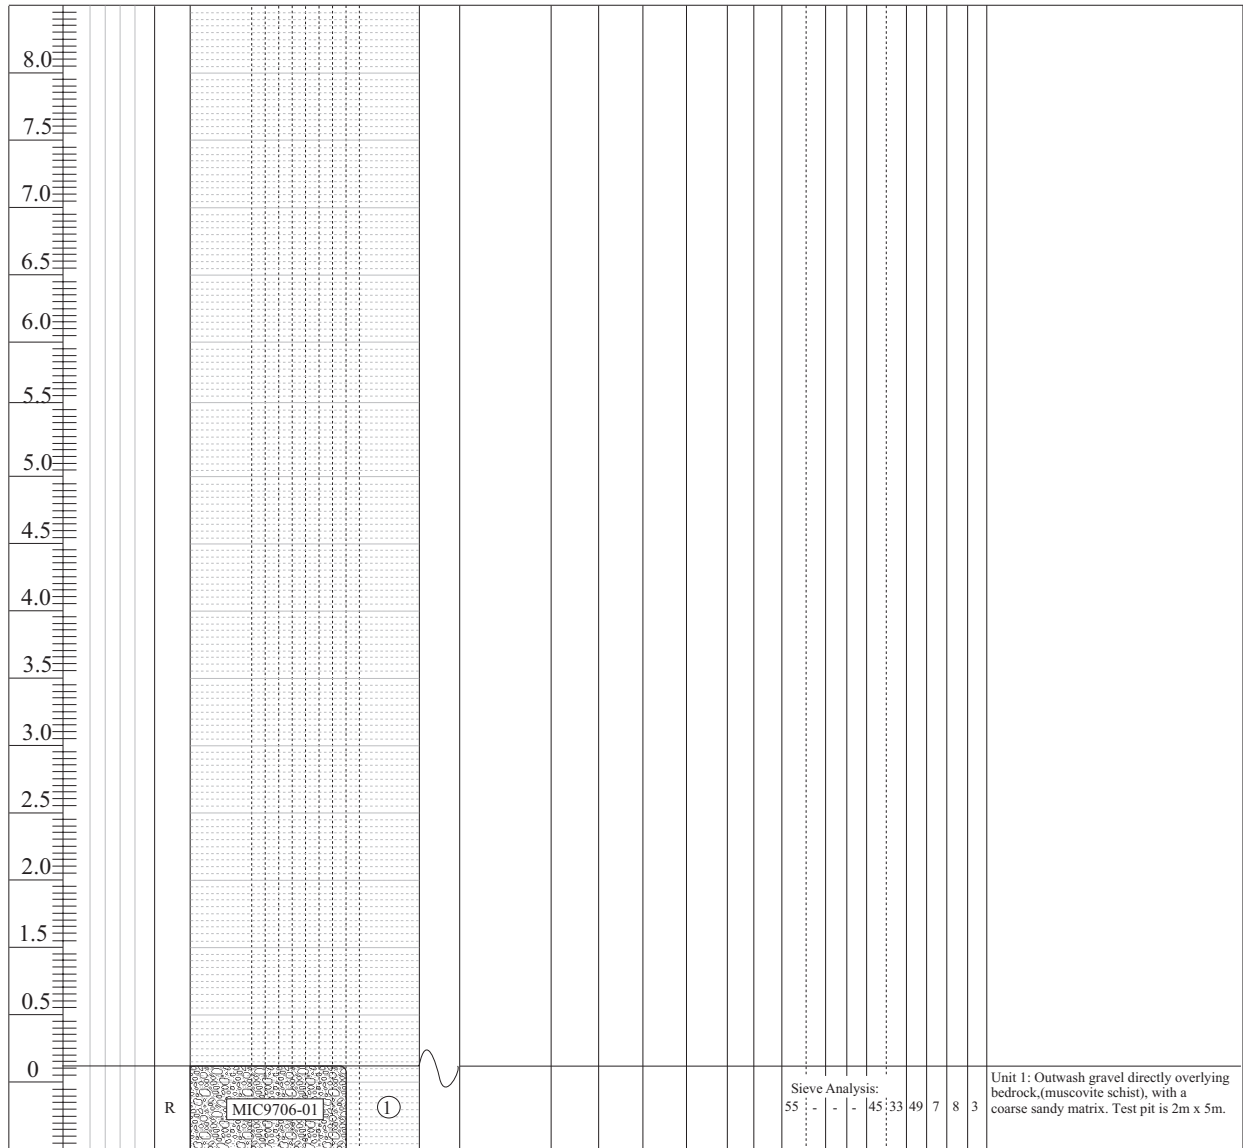 8.0
7.5
7.0
6.5
6.0
5.5
5.0
4.5
4.0
3.5
3.0
2.5
2.0
1.5
0.5
0
R
MIC9706-01
1
Sieve Analysis:
55 - - - 45 33 49 7 8 3
Unit 1: Outwash gravel directly overlying
bedrock,(muscovite schist), with a
coarse sandy matrix. Test pit is 2m x 5m.